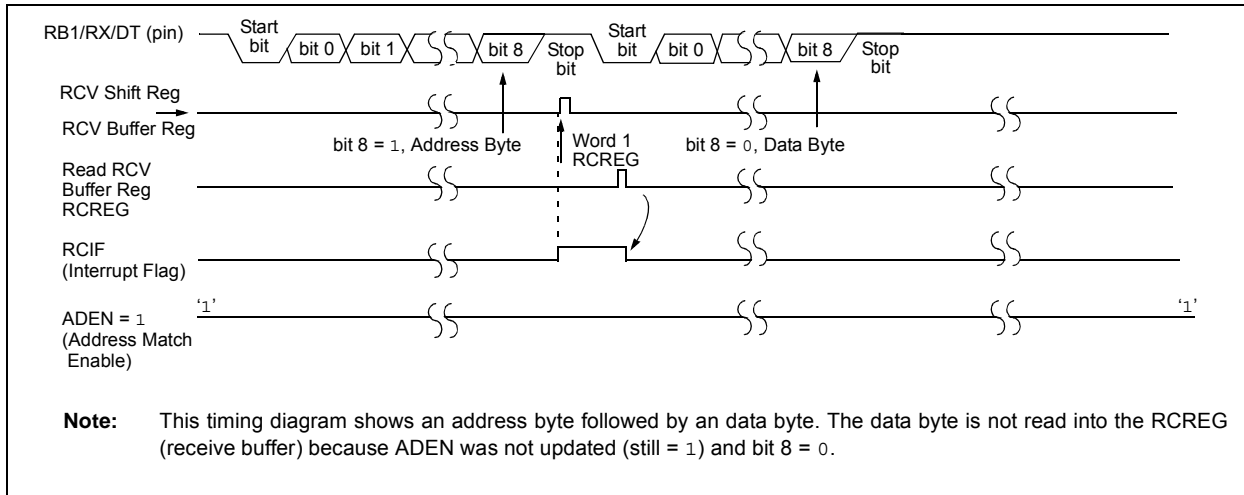 RB1/RX/DT (pin)
Start
bit
bit 0
bit 1
bit 8
Stop
bit
Start
bit
bit 0
bit 8
Stop
bit
RCV Shift Reg
RCV Buffer Reg
bit 8 = 1, Address Byte
Word 1
RCREG
bit 8 = 0, Data Byte
Read RCV
Buffer Reg
RCREG
RCIF
(Interrupt Flag)
ADEN = 1
(Address Match
Enable)
‘1’
‘1’
Note: This timing diagram shows an address byte followed by an data byte. The data byte is not read into the RCREG
(receive buffer) because ADEN was not updated (still = 1) and bit 8 = 0.